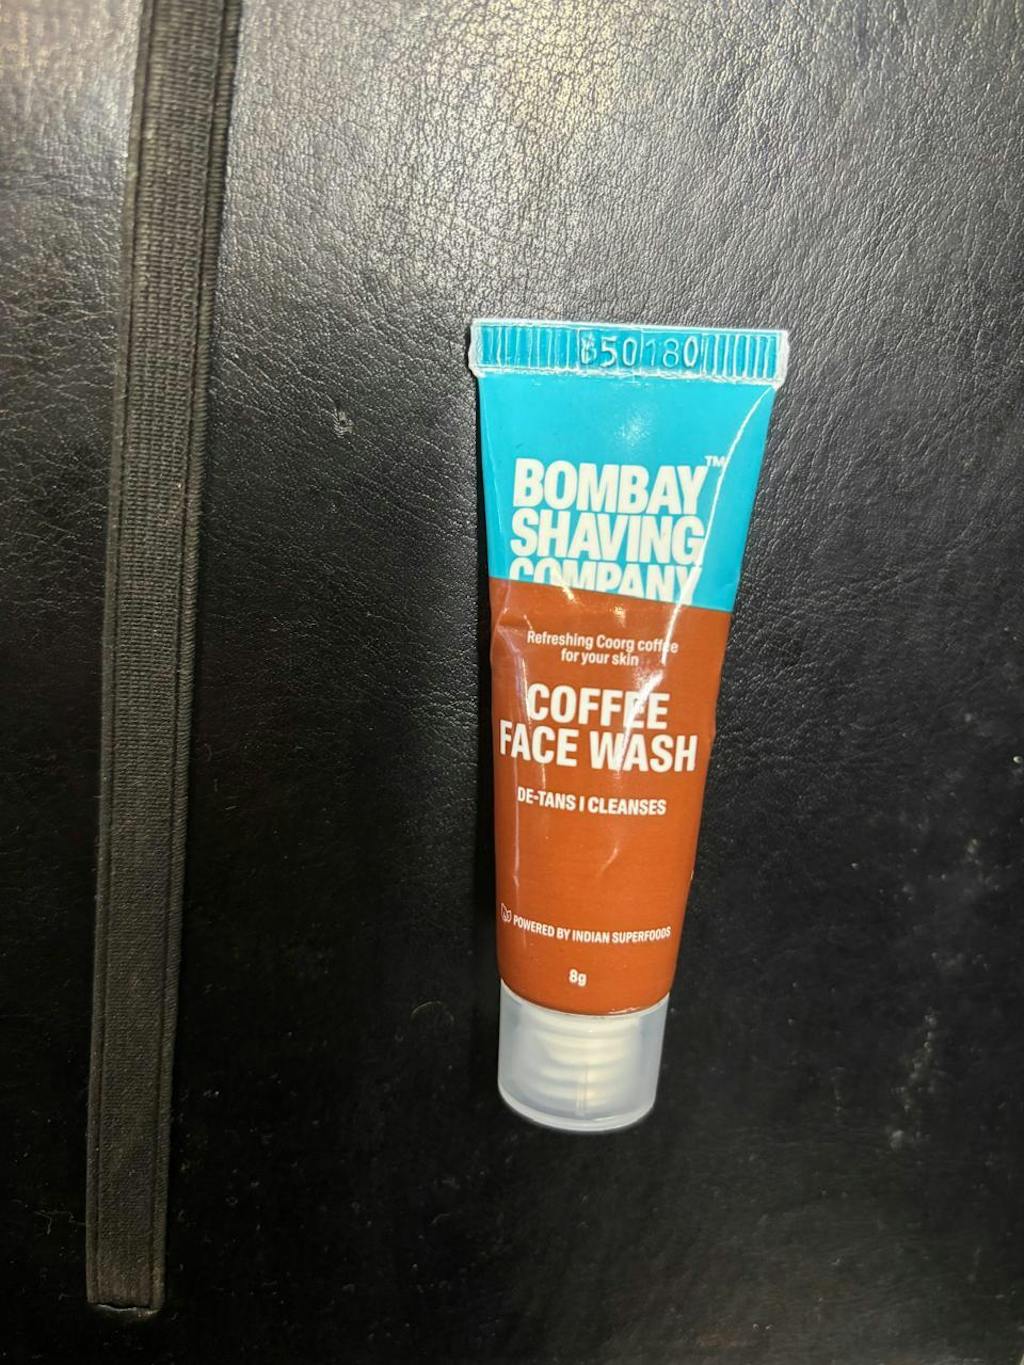 BOMBAY™
SHAVING
COMPANY
Refreshing Coorg coffee
for your skin
COFFEE
FACE WASH
DE-TANS | CLEANSES
POWERED BY INDIAN SUPERFOODS
8g